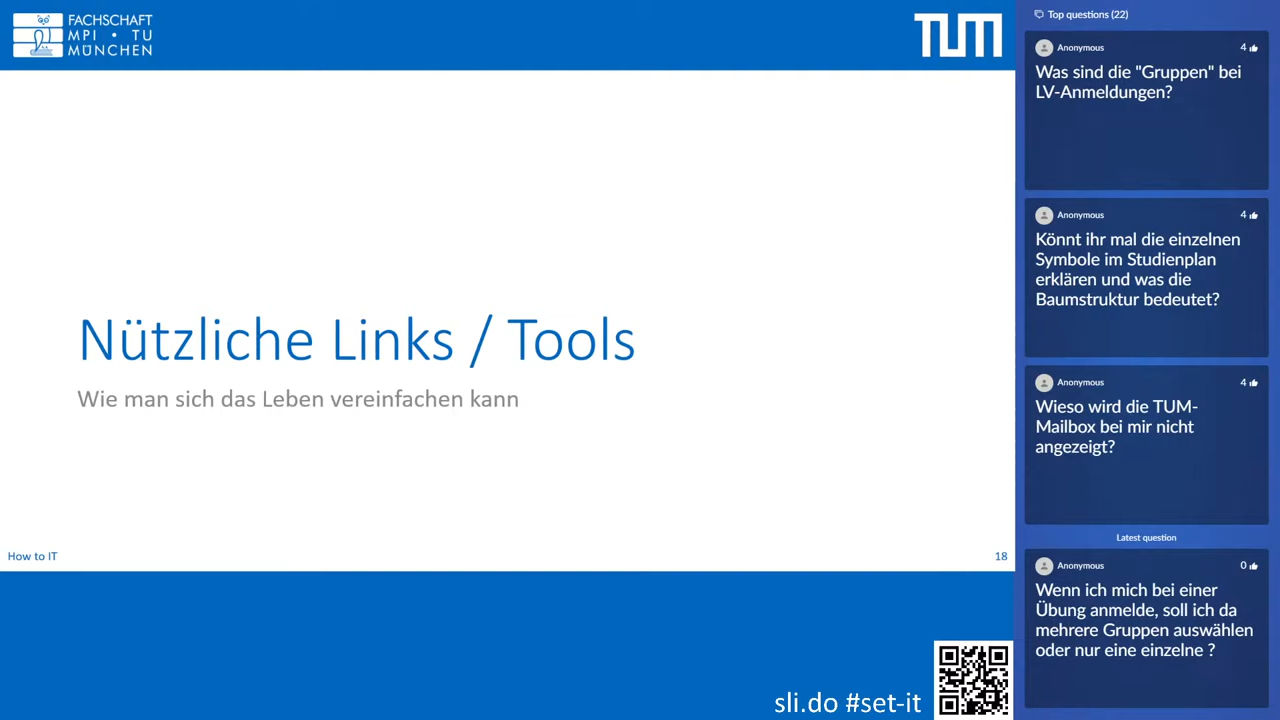 FACHSCHAFT
MPI • TU
MÜNCHEN
TUM
Nützliche Links / Tools
Wie man sich das Leben vereinfachen kann
How to IT
18
sli.do #set-it
Top questions (22)
Anonymous
4
Was sind die "Gruppen" bei
LV-Anmeldungen?
Anonymous
4
Könnt ihr mal die einzelnen
Symbole im Studienplan
erklären und was die
Baumstruktur bedeutet?
Anonymous
4
Wieso wird die TUM-
Mailbox bei mir nicht
angezeigt?
Latest question
Anonymous
0
Wenn ich mich bei einer
Übung anmelde, soll ich da
mehrere Gruppen auswählen
oder nur eine einzelne ?